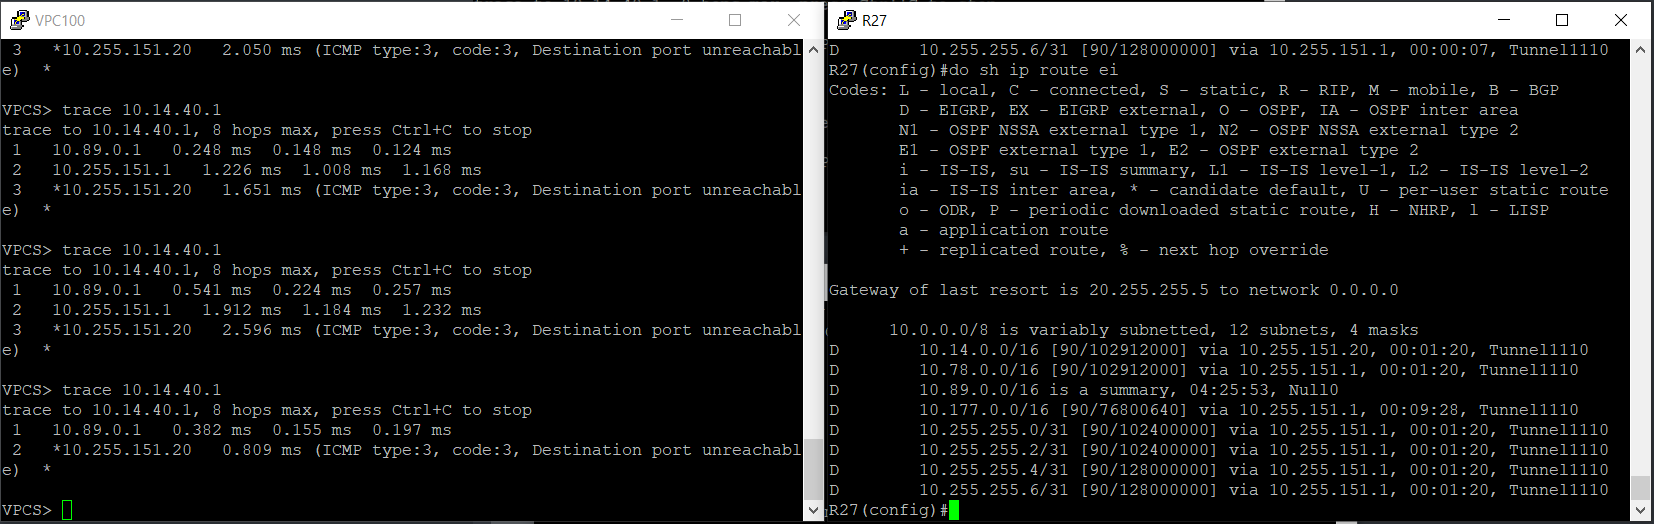 VPC100
3 *10.255.151.20 2.050 ms (ICMP type:3, code:3, Destination port unreachabl
e) *
VPCS> trace 10.14.40.1
trace to 10.14.40.1, 8 hops max, press Ctrl+C to stop
1 10.89.0.1 0.248 ms 0.148 ms 0.124 ms
2 10.255.151.1 1.226 ms 1.008 ms 1.168 ms
3 *10.255.151.20 1.651 ms (ICMP type:3, code:3, Destination port unreachabl
e) *
VPCS> trace 10.14.40.1
trace to 10.14.40.1, 8 hops max, press Ctrl+C to stop
1 10.89.0.1 0.541 ms 0.224 ms 0.257 ms
2 10.255.151.1 1.912 ms 1.184 ms 1.232 ms
3 *10.255.151.20 2.596 ms (ICMP type:3, code:3, Destination port unreachabl
e) *
VPCS> trace 10.14.40.1
trace to 10.14.40.1, 8 hops max, press Ctrl+C to stop
1 10.89.0.1 0.382 ms 0.155 ms 0.197 ms
2 *10.255.151.20 0.809 ms (ICMP type:3, code:3, Destination port unreachabl
e) *
VPCS>
R27
D 10.255.255.6/31 [90/128000000] via 10.255.151.1, 00:00:07, Tunnel1110
R27(config)#do sh ip route ei
Codes: L - local, C - connected, S - static, R - RIP, M - mobile, B - BGP
D - EIGRP, EX - EIGRP external, O - OSPF, IA - OSPF inter area
N1 - OSPF NSSA external type 1, N2 - OSPF NSSA external type 2
E1 - OSPF external type 1, E2 - OSPF external type 2
i - IS-IS, su - IS-IS summary, L1 - IS-IS level-1, L2 - IS-IS level-2
ia - IS-IS inter area, * - candidate default, U - per-user static route
o - ODR, P - periodic downloaded static route, H - NHRP, l - LISP
a - application route
+ - replicated route, % - next hop override
Gateway of last resort is 20.255.255.5 to network 0.0.0.0
10.0.0.0/8 is variably subnetted, 12 subnets, 4 masks
D 10.14.0.0/16 [90/102912000] via 10.255.151.20, 00:01:20, Tunnel1110
D 10.78.0.0/16 [90/102912000] via 10.255.151.1, 00:01:20, Tunnel1110
D 10.89.0.0/16 is a summary, 04:25:53, Null0
D 10.177.0.0/16 [90/76800640] via 10.255.151.1, 00:09:28, Tunnel1110
D 10.255.255.0/31 [90/102400000] via 10.255.151.1, 00:01:20, Tunnel1110
D 10.255.255.2/31 [90/102400000] via 10.255.151.1, 00:01:20, Tunnel1110
D 10.255.255.4/31 [90/128000000] via 10.255.151.1, 00:01:20, Tunnel1110
D 10.255.255.6/31 [90/128000000] via 10.255.151.1, 00:01:20, Tunnel1110
R27(config)#